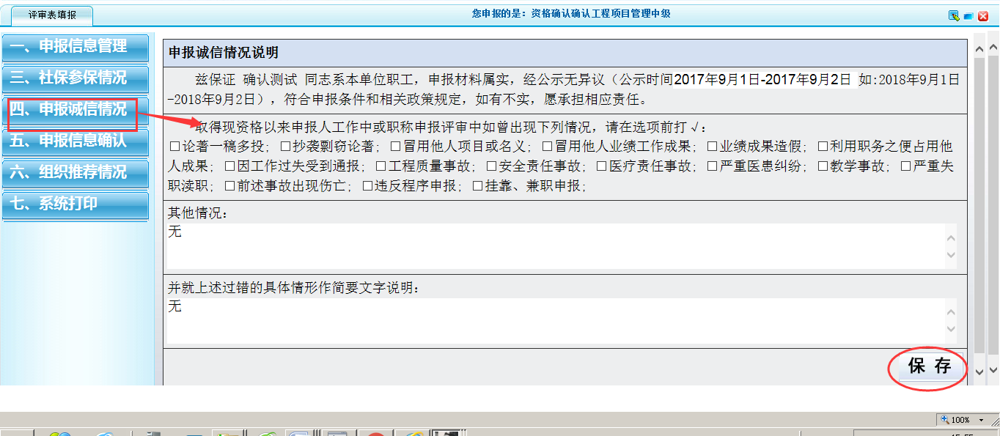 评审表填报
您申报的是：资格确认确认工程项目管理中级
一、申报信息管理
三、社保参保情况
四、申报诚信情况
五、申报信息确认
六、组织推荐情况
七、系统打印
申报诚信情况说明
兹保证 确认测试 同志系本单位职工，申报材料属实，经公示无异议（公示时间2017年9月1日-2017年9月2日 如:2018年9月1日
-2018年9月2日），符合申报条件和相关政策规定，如有不实，愿承担相应责任。
取得现资格以来申报人工作中或职称申报评审中如曾出现下列情况，请在选项前打√：
□论著一稿多投；□抄袭剽窃论著；□冒用他人项目或名义；□冒用他人业绩工作成果；□业绩成果造假；□利用职务之便占用他
人成果；□因工作过失受到通报；□工程质量事故；□安全责任事故；□医疗责任事故；□严重医患纠纷；□教学事故；□严重失
职渎职；□前述事故出现伤亡；□违反程序申报；□挂靠、兼职申报；
其他情况：
无
并就上述过错的具体情形作简要文字说明：
无
保 存
100%